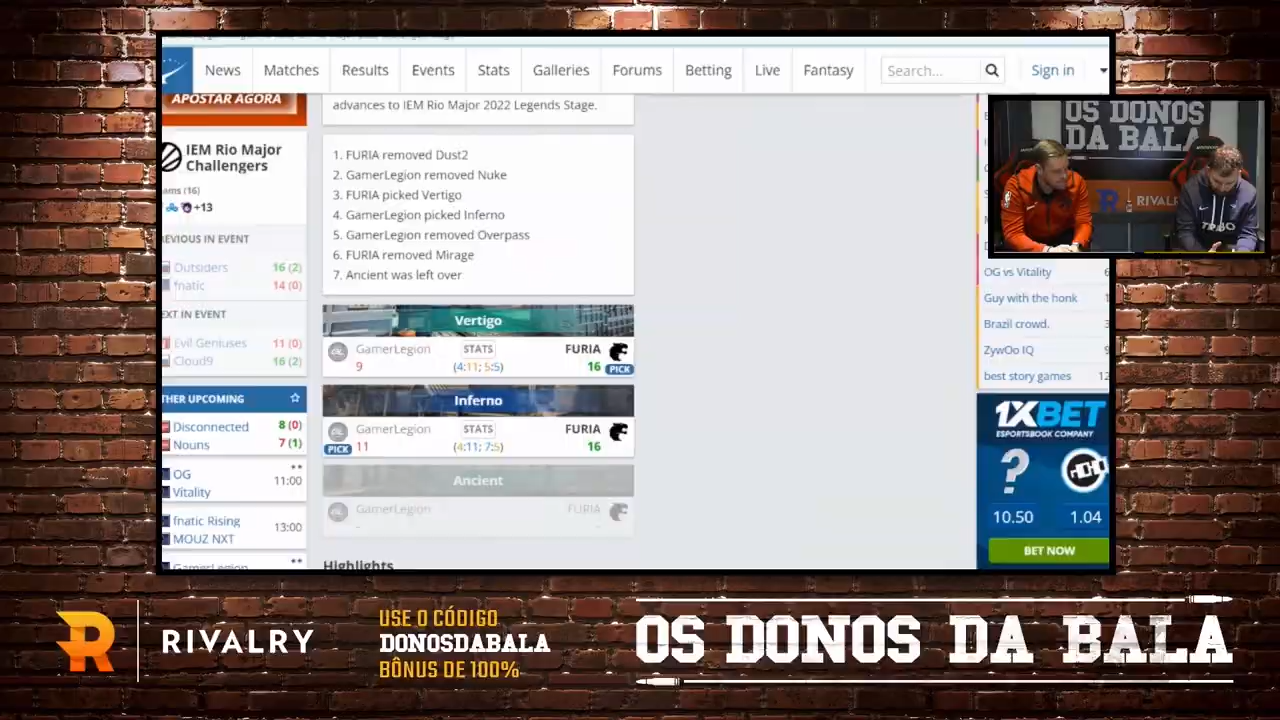 News Matches Results Events Stats Galleries Forums Betting Live Fantasy Search... Sign in
APOSTAR AGORA
IEM Rio Major
Challengers
(16)
+13
Outsiders 16 (2)
fnatic 14 (0)
IN EVENT
Evil Geniuses 11 (0)
Cloud9 16 (2)
UPCOMING
Disconnected 8 (0)
Nouns 7 (1)
OG
Vitality
11:00
fnatic Rising
MOUZ NXT
13:00
advances to IEM Rio Major 2022 Legends Stage.
1. FURIA removed Dust2
2. GamerLegion removed Nuke
3. FURIA picked Vertigo
4. GamerLegion picked Inferno
5. GamerLegion removed Overpass
6. FURIA removed Mirage
7. Ancient was left over
Vertigo
GamerLegion STATS FURIA
9 (4:11; 5:5) 16 PICK
Inferno
GamerLegion STATS FURIA
PICK 11 (4:11; 7:5) 16
Ancient
GamerLegion FURIA
Highlights
OS DONOS
DA BALA
OG vs Vitality
Guy with the honk
Brazil crowd.
ZywOo IQ
best story games
1XBET
ESPORTSBOOK COMPANY
?
10.50 1.04
BET NOW
R RIVALRY
USE O CÓDIGO
DONOSDABALA
BÔNUS DE 100%
OS DONOS DA BALA